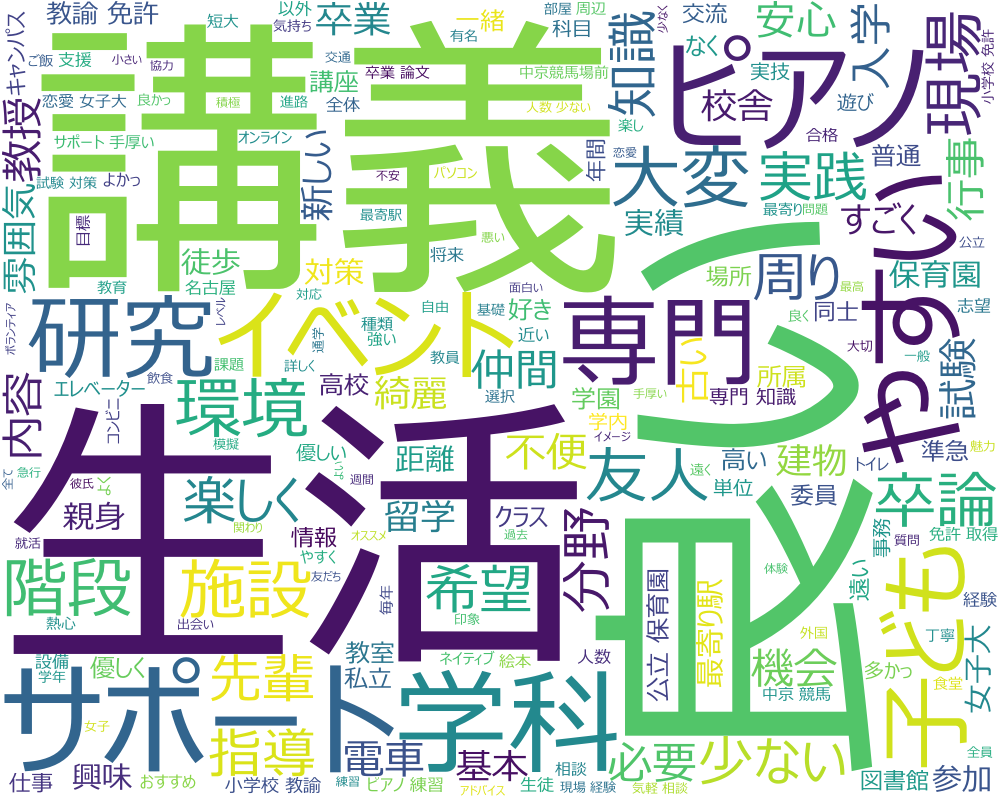 教諭 免許
短大
以外
気持ち
卒業
有名
一緒
部屋 周辺
科目
少なく
交流
安心
入学
キャンパス
ご飯
支援
小さい
交通
協力
卒業 論文
講座
中京競馬場前
実技
なく
知識
ピアノ
現場
小学校 免許
恋愛 女子大
良かっ
積極
進路
全体
人数 少ない
校舎
遊び
教授
サポート 手厚い
オンライン
楽し
合格
講義
試験 対策
よかっ
不安
パソコン
恋愛
年間
大変
実践
普通
行事
雰囲気
目標
新しい
最寄駅
悪い
実績
最寄り
問題
すごく
公立
教育
徒歩
名古屋
対策
将来
場所
周り
保育園
最高
志望
ボランティア
レベル
対応
面白い
自由
基礎
好き
同士
良く
大切
一般
やすい
研究
イベント
種類
強い
通学
教員
近い
専門
古い
所属
試験
課題
詳しく
仲間
内容
エレベーター
飲食
コンビニ
環境
高校
綺麗
選択
学園
手厚い
専門 知識
学内
イメージ
準急
魅力
模擬
優しい
よい
距離
不便
友人
遠く
高い
単位
建物
トイレ
全て
急行
彼氏
よく
楽しく
週間
留学
クラス
委員
卒論
親身
関わり
情報
オススメ
過去
分野
事務
質問
免許 取得
就活
やすく
生活
階段
熱心
施設
出会い
友だち
毎年
希望
印象
公立 保育園
体験
遠い
子ども
経験
外国
丁寧
設備
学年
優しく
教室
ネイティブ
絵本
人数
最寄り駅
機会
多かっ
女子大
私立
中京 競馬
食堂
サポート
女子
先輩
学科
全員
指導
電車
基本
相談
必要
少ない
仕事
興味
おすすめ
小学校 教諭
練習
ピアノ 練習
アドバイス
生徒
現場 経験
気軽 相談
図書館
参加